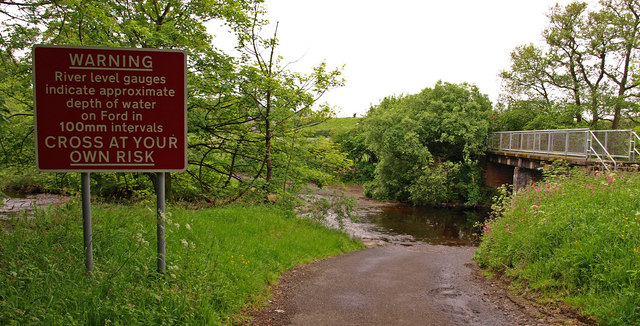 WARNING
River level gauges
indicate approximate
depth of water
on Ford in
100mm intervals
CROSS AT YOUR
OWN RISK